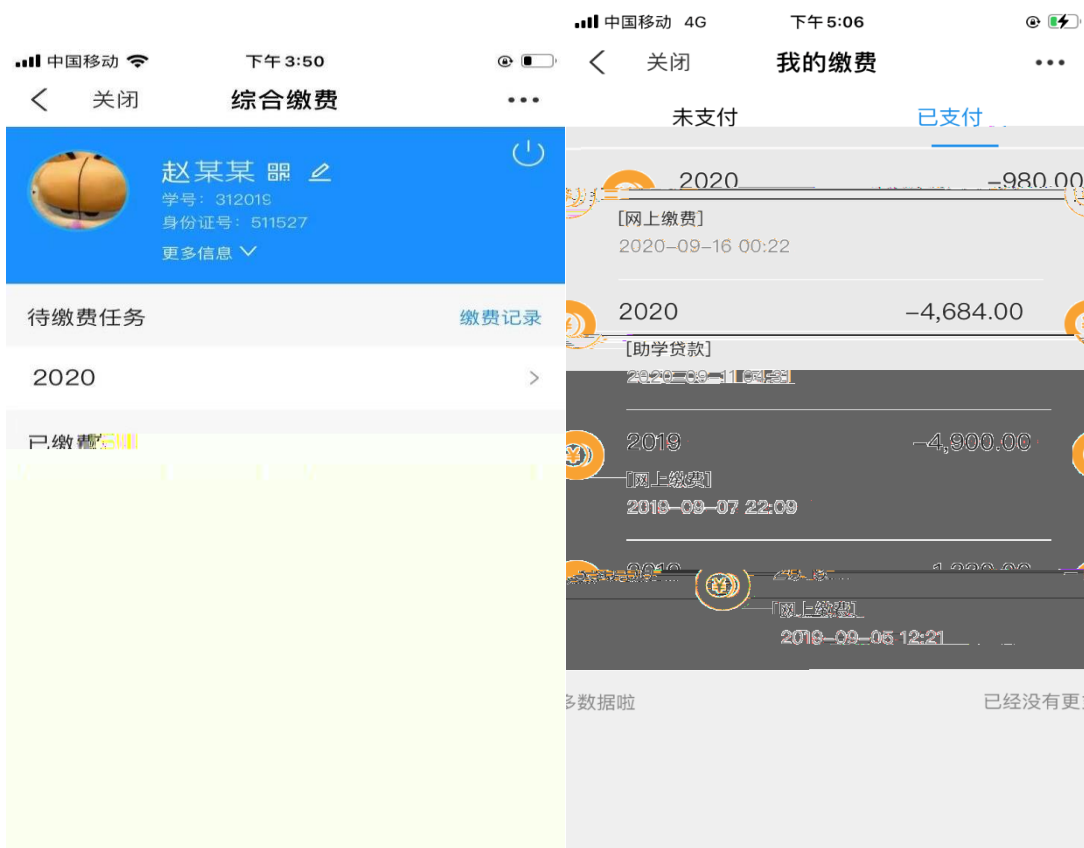 中国移动
下午3:50
关闭
综合缴费
赵某某
学号：312019
身份证号：511527
更多信息
待缴费任务
缴费记录
2020
已缴费
中国移动 4G
下午5:06
关闭
我的缴费
未支付
已支付
2020
-980.00
[网上缴费]
2020-09-16 00:22
2020
-4,684.00
[助学贷款]
2019
-4,900.00
[网上缴费]
2019-09-07 22:09
[网上缴费]
2019-09-05 12:21
多数据啦
已经没有更